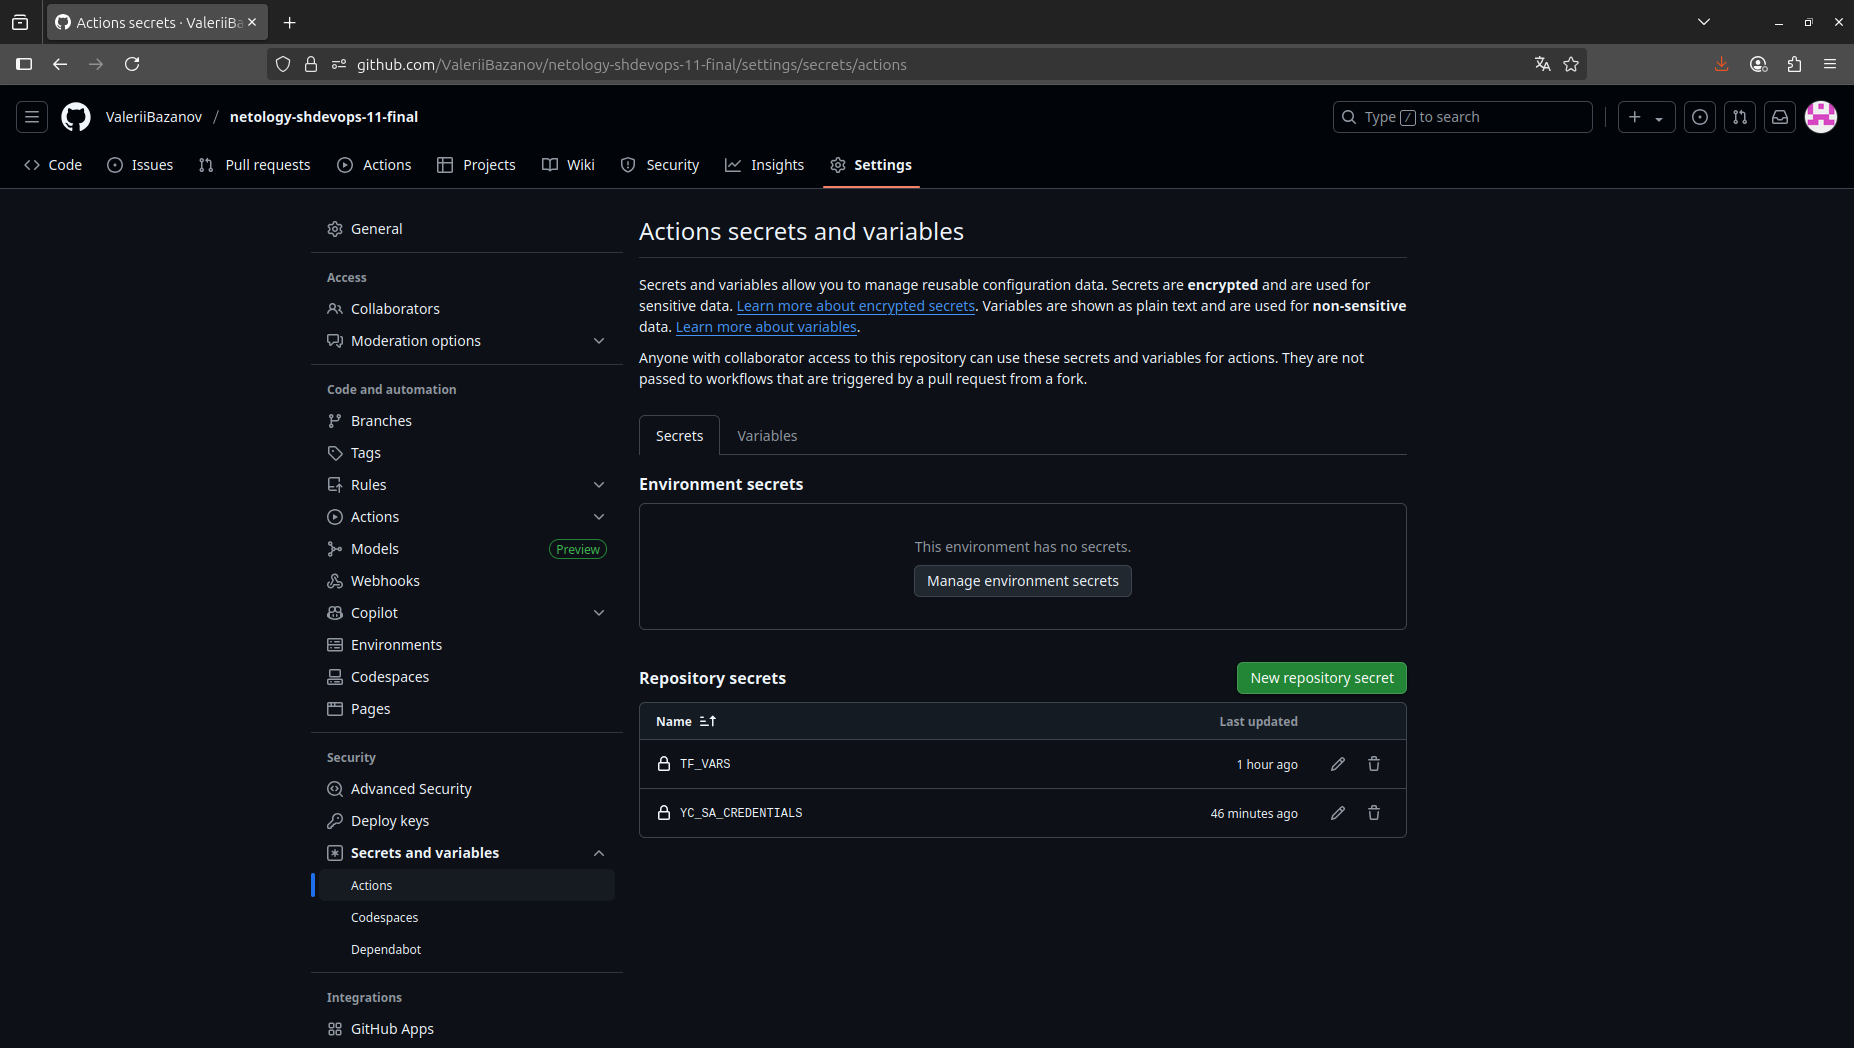 Actions secrets · ValeriiBa
github.com/ValeriiBazanov/netology-shdevops-11-final/settings/secrets/actions
ValeriiBazanov / netology-shdevops-11-final
Type / to search
Code Issues Pull requests Actions Projects Wiki Security Insights Settings
General
Access
Collaborators
Moderation options
Code and automation
Branches
Tags
Rules
Actions
Models Preview
Webhooks
Copilot
Environments
Codespaces
Pages
Security
Advanced Security
Deploy keys
Secrets and variables
Actions
Codespaces
Dependabot
Integrations
GitHub Apps
Actions secrets and variables
Secrets and variables allow you to manage reusable configuration data. Secrets are encrypted and are used for
sensitive data. Learn more about encrypted secrets. Variables are shown as plain text and are used for non-sensitive
data. Learn more about variables.
Anyone with collaborator access to this repository can use these secrets and variables for actions. They are not
passed to workflows that are triggered by a pull request from a fork.
Secrets Variables
Environment secrets
This environment has no secrets.
Manage environment secrets
Repository secrets
New repository secret
Name Last updated
TF_VARS 1 hour ago
YC_SA_CREDENTIALS 46 minutes ago